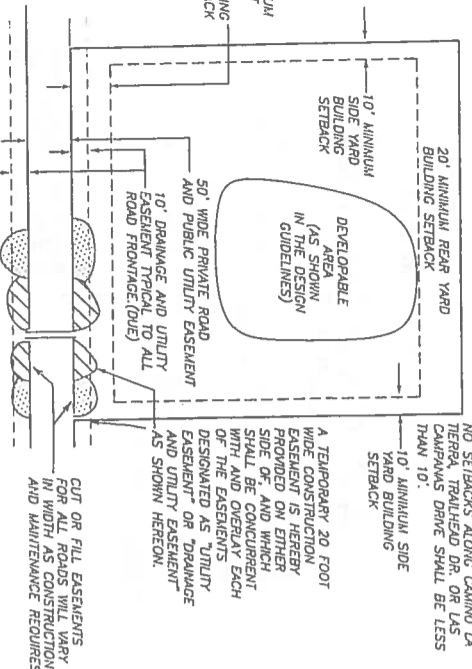 20' MINIMUM REAR YARD
BUILDING SETBACK
10' MINIMUM
SIDE YARD
BUILDING
SETBACK
DEVELOPABLE
AREA
(AS SHOWN
IN THE DESIGN
GUIDELINES)
NO SETBACKS ALONG CAMINO LA
TIERRA, TRAILHEAD DR. OR LAS
CAMPANAS DRIVE SHALL BE LESS
THAN 10'.
10' MINIMUM SIDE
YARD BUILDING
SETBACK
A TEMPORARY 20 FOOT
WIDE CONSTRUCTION
EASEMENT IS HEREBY
PROVIDED ON EITHER
SIDE OF, AND WHICH
SHALL BE CONCURRENT
WITH AND OVERLAY EACH
OF THE EASEMENTS
DESIGNATED AS "UTILITY
EASEMENT" OR "DRAINAGE
AND UTILITY EASEMENT"
AS SHOWN HEREON.
50' WIDE PRIVATE ROAD
AND PUBLIC UTILITY EASEMENT
10' DRAINAGE AND UTILITY
EASEMENT TYPICAL TO ALL
ROAD FRONTAGE.(DUE)
CUT OR FILL EASEMENTS
FOR ALL ROADS WILL VARY
IN WIDTH AS CONSTRUCTION
AND MAINTENANCE REQUIRES